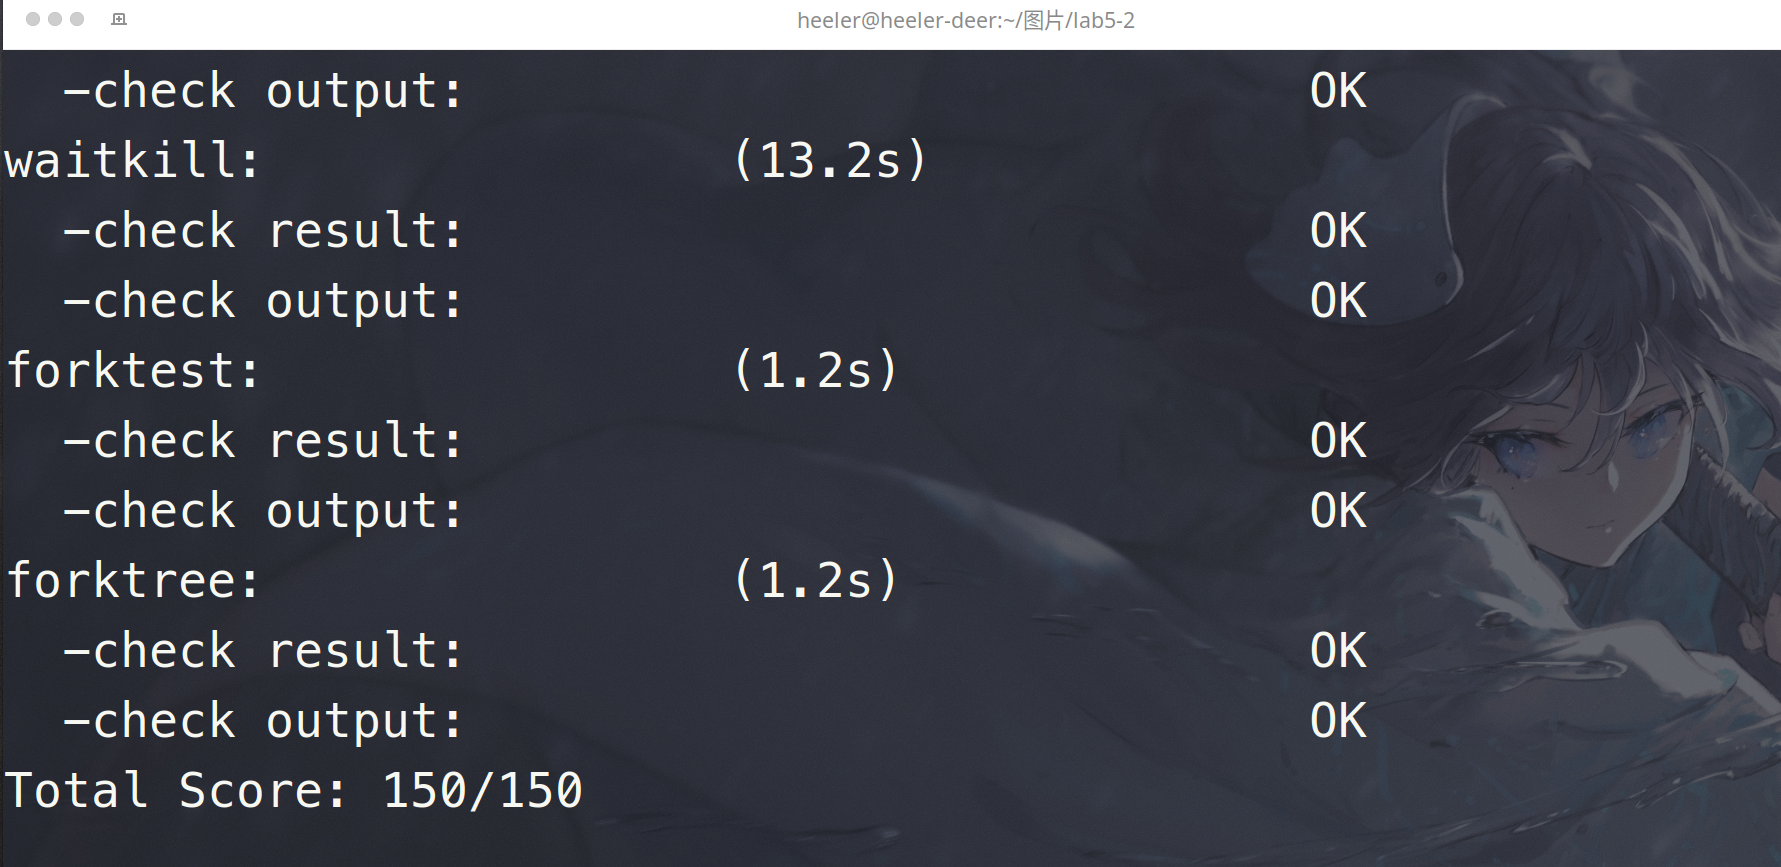 heeler@heeler-deer:~/图片/lab5-2
-check output: OK
waitkill: (13.2s)
-check result: OK
-check output: OK
forktest: (1.2s)
-check result: OK
-check output: OK
forktree: (1.2s)
-check result: OK
-check output: OK
Total Score: 150/150